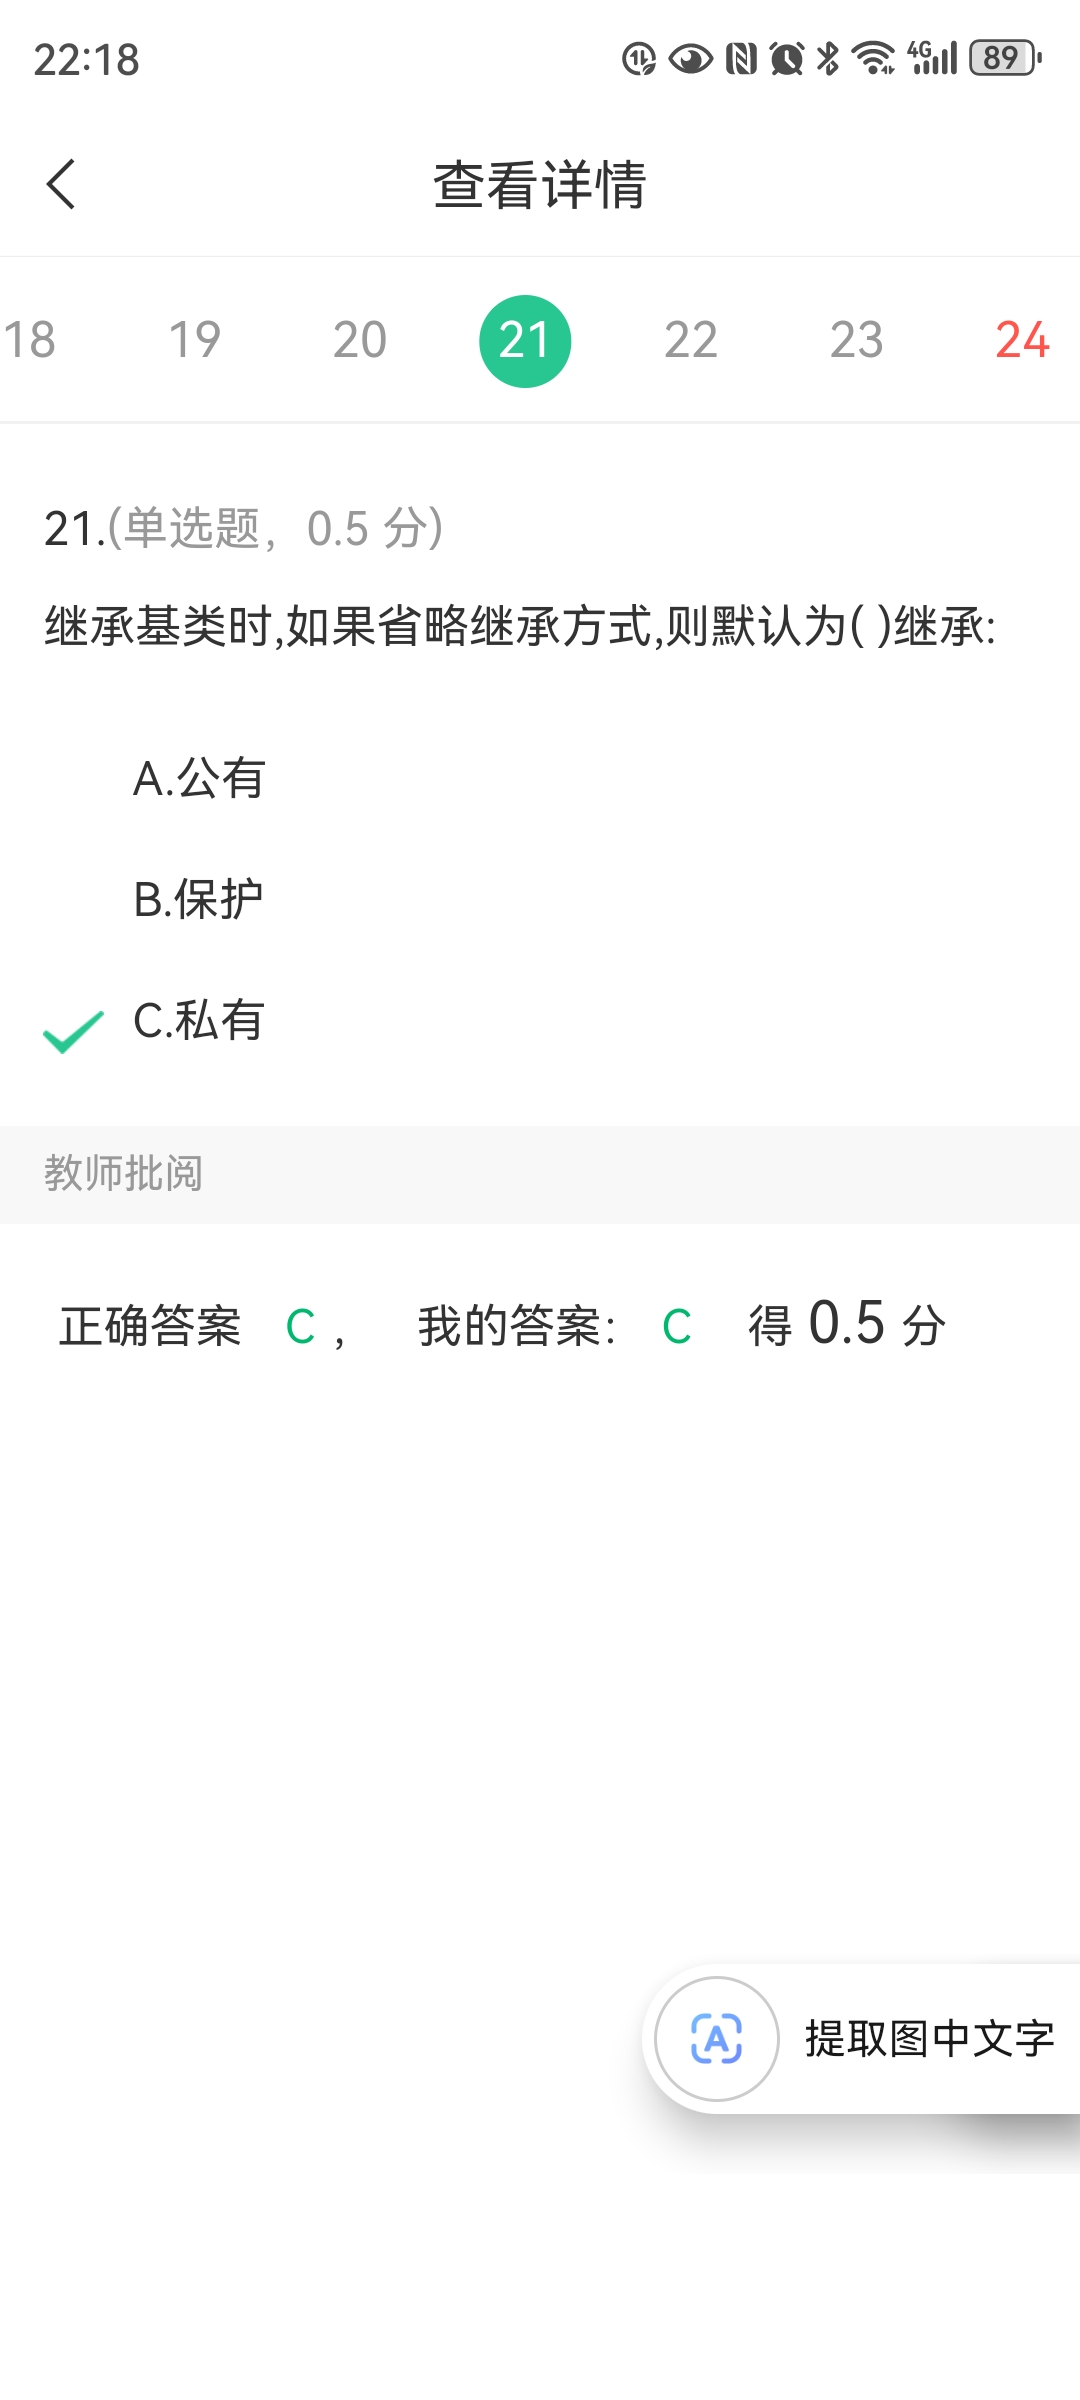 22:18
4G 89
查看详情
18 19 20 21 22 23 24
21.(单选题，0.5 分)
继承基类时,如果省略继承方式,则默认为( )继承:
A.公有
B.保护
C.私有
教师批阅
正确答案 C ， 我的答案： C 得 0.5 分
A 提取图中文字